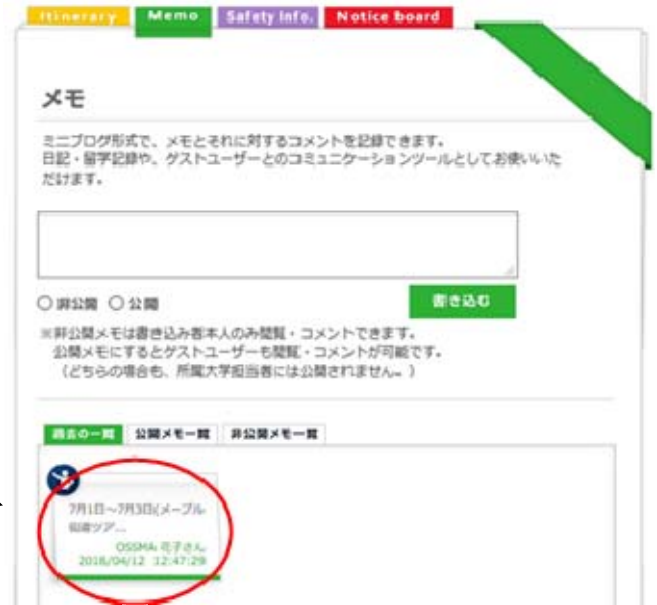 Itinerary Memo Safety Info. Notice board
メモ
ミニブログ形式で、メモとそれに対するコメントを記録できます。
日記・留学記録や、ゲストユーザーとのコミュニケーションツールとしてお使いいた
だけます。
○ 非公開 ○ 公開 書き込む
※非公開メモは書き込み者本人のみ閲覧・コメントできます。
公開メモにするとゲストユーザーも閲覧・コメントが可能です。
（どちらの場合も、所属大学担当者には公開されません。）
過去の一覧 公開メモ一覧 非公開メモ一覧
7月1日～7月3日(メープル
街道ツア...
OSSMA 花子さん
2018/04/12 12:47:29